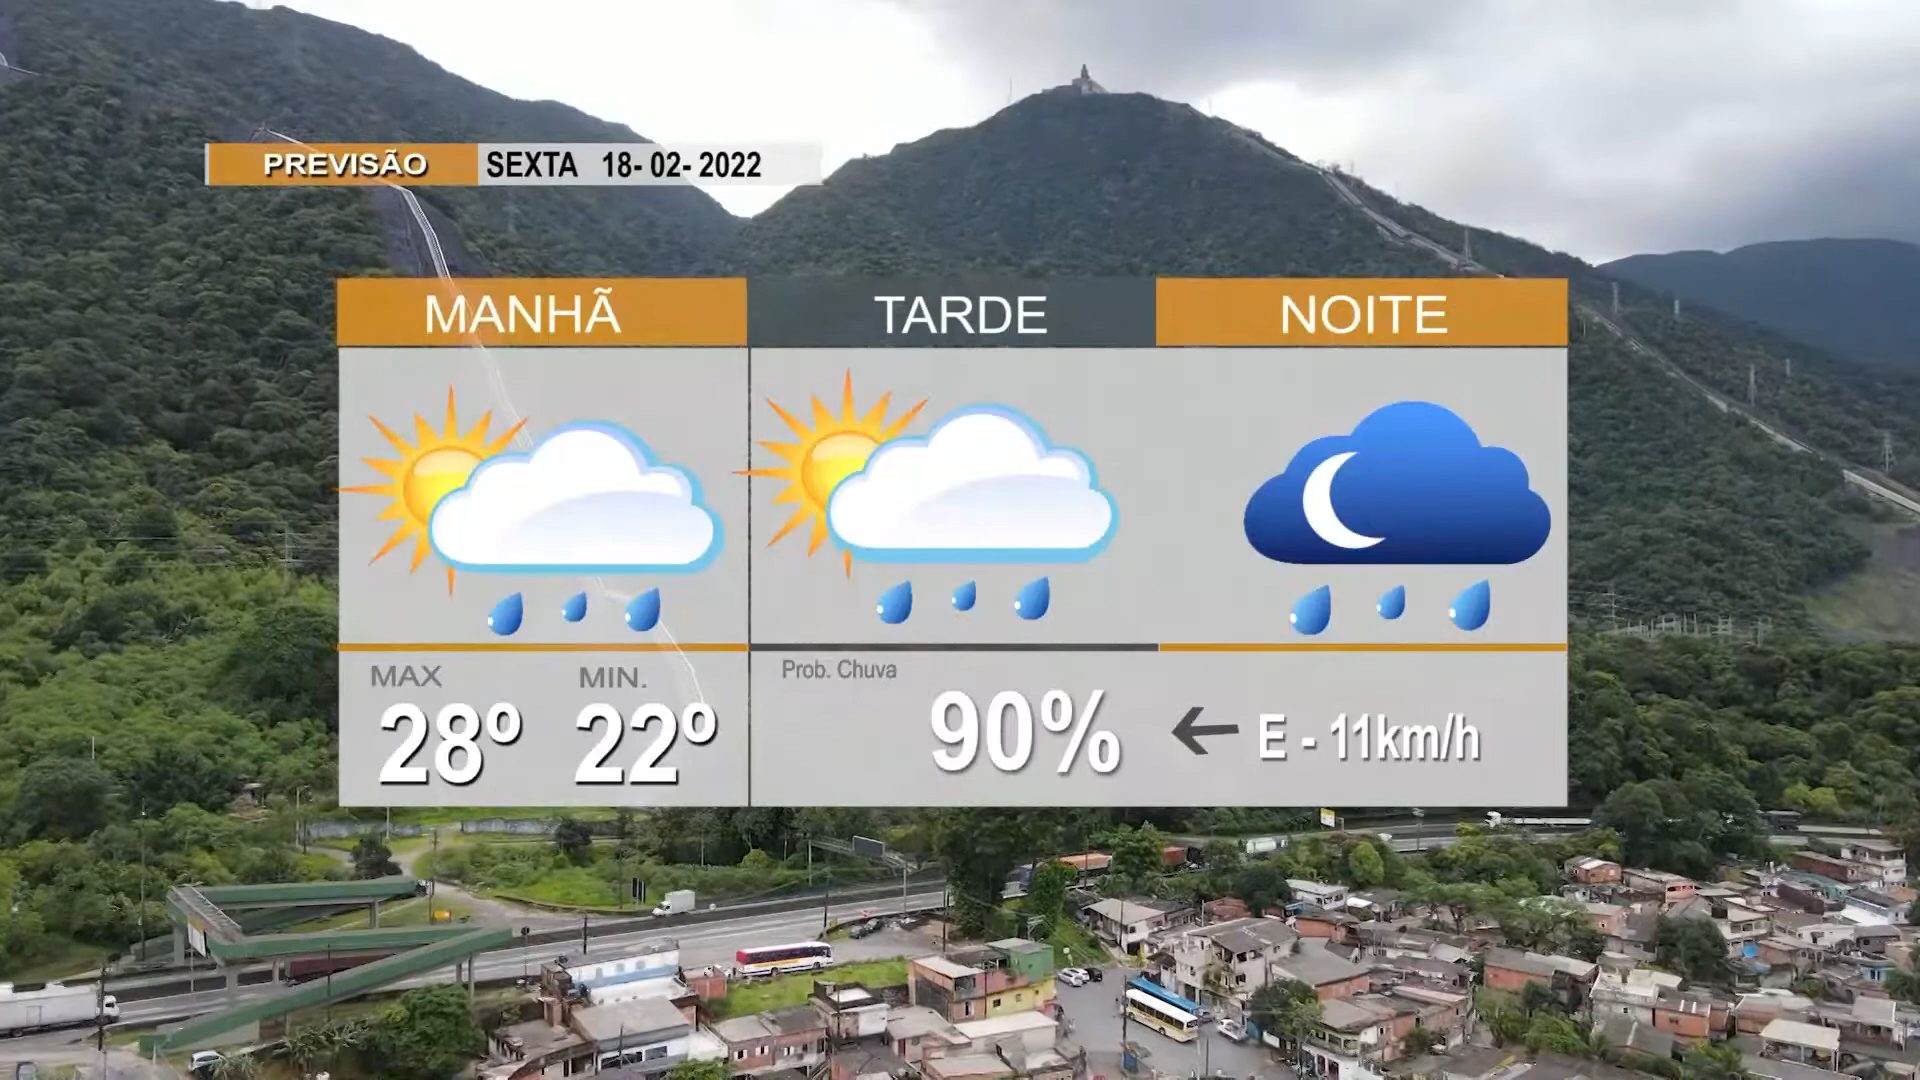 PREVISÃO SEXTA 18- 02- 2022
MANHÃ TARDE NOITE
MAX MIN. Prob. Chuva
28º 22º 90% E - 11km/h